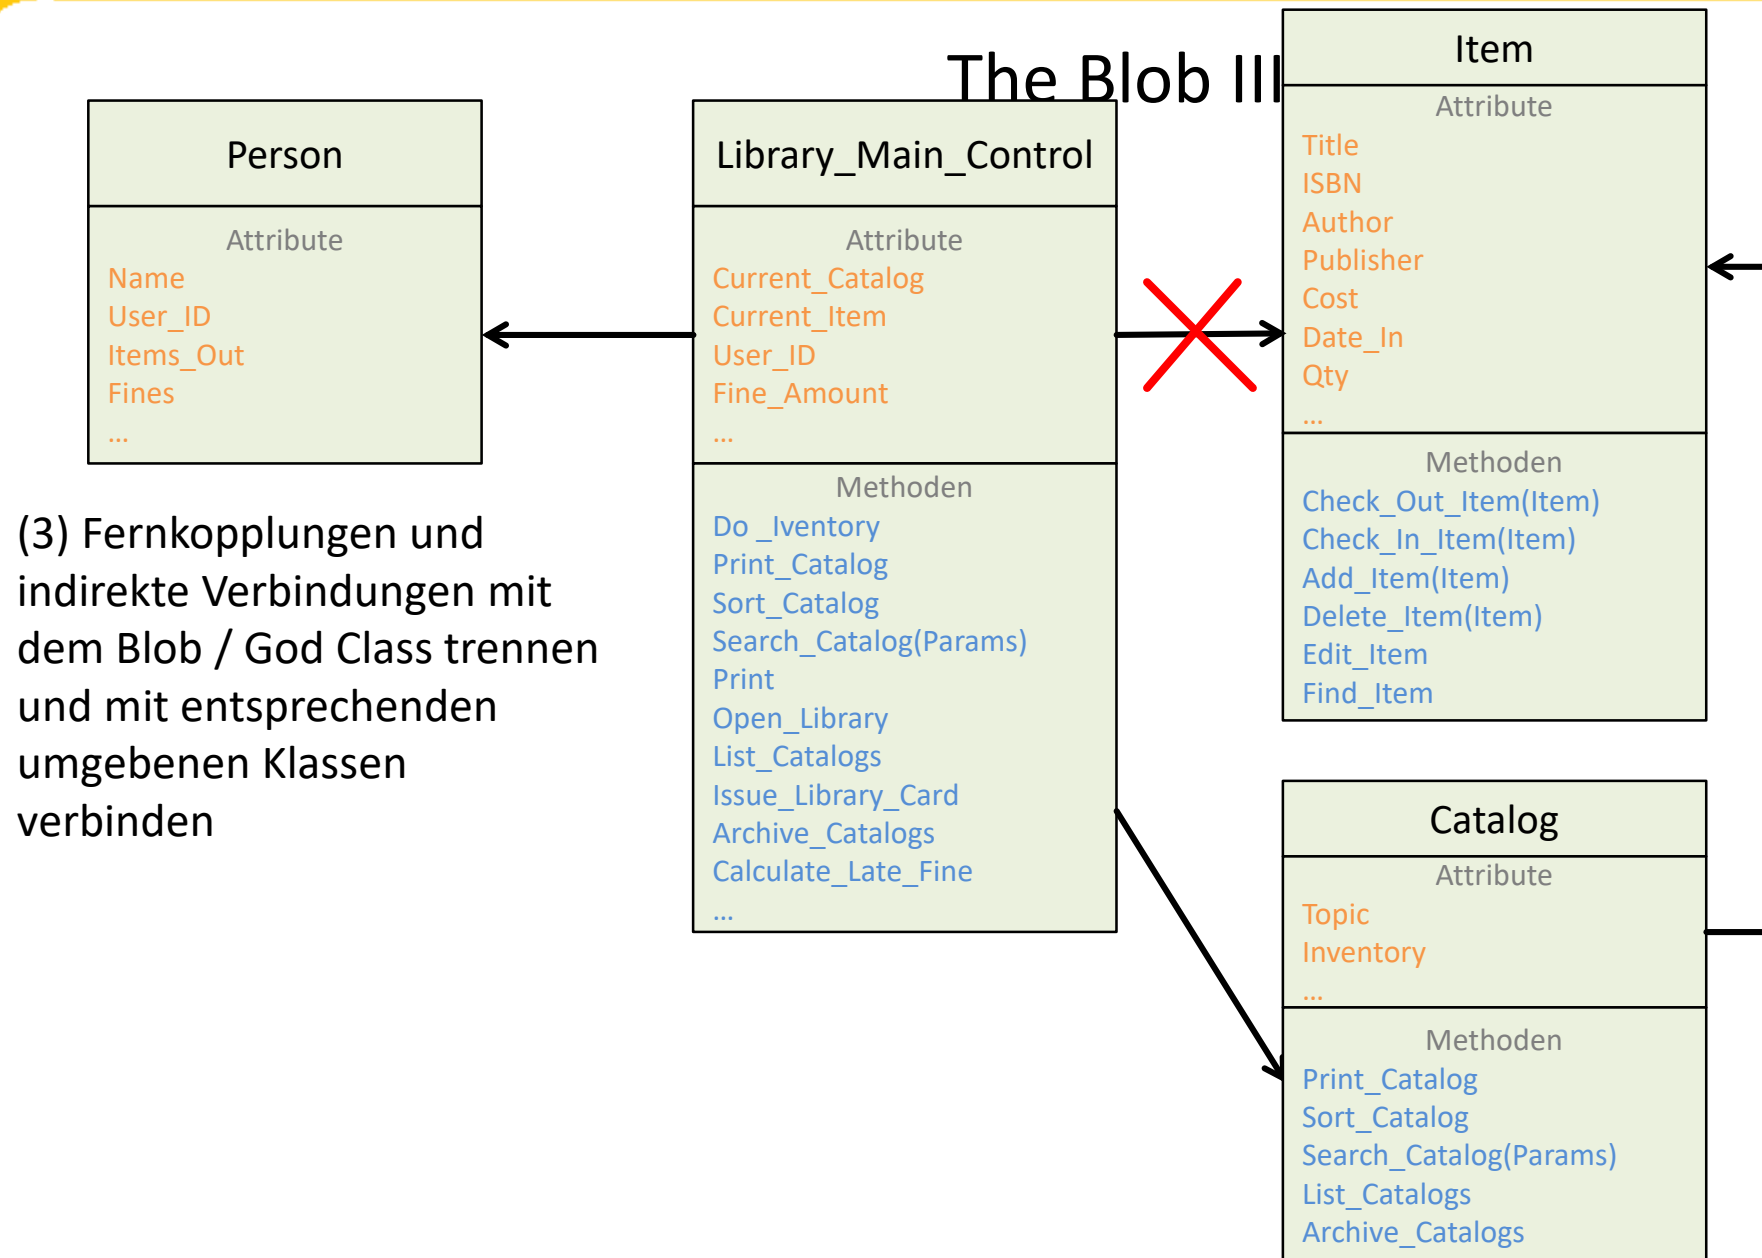 The Blob III
Person
Attribute
Name
User_ID
Items_Out
Fines
...
(3) Fernkopplungen und
indirekte Verbindungen mit
dem Blob / God Class trennen
und mit entsprechenden
umgebenen Klassen
verbinden
Library_Main_Control
Attribute
Current_Catalog
Current_Item
User_ID
Fine_Amount
...
Methoden
Do _Iventory
Print_Catalog
Sort_Catalog
Search_Catalog(Params)
Print
Open_Library
List_Catalogs
Issue_Library_Card
Archive_Catalogs
Calculate_Late_Fine
...
Item
Attribute
Title
ISBN
Author
Publisher
Cost
Date_In
Qty
...
Methoden
Check_Out_Item(Item)
Check_In_Item(Item)
Add_Item(Item)
Delete_Item(Item)
Edit_Item
Find_Item
Catalog
Attribute
Topic
Inventory
...
Methoden
Print_Catalog
Sort_Catalog
Search_Catalog(Params)
List_Catalogs
Archive_Catalogs